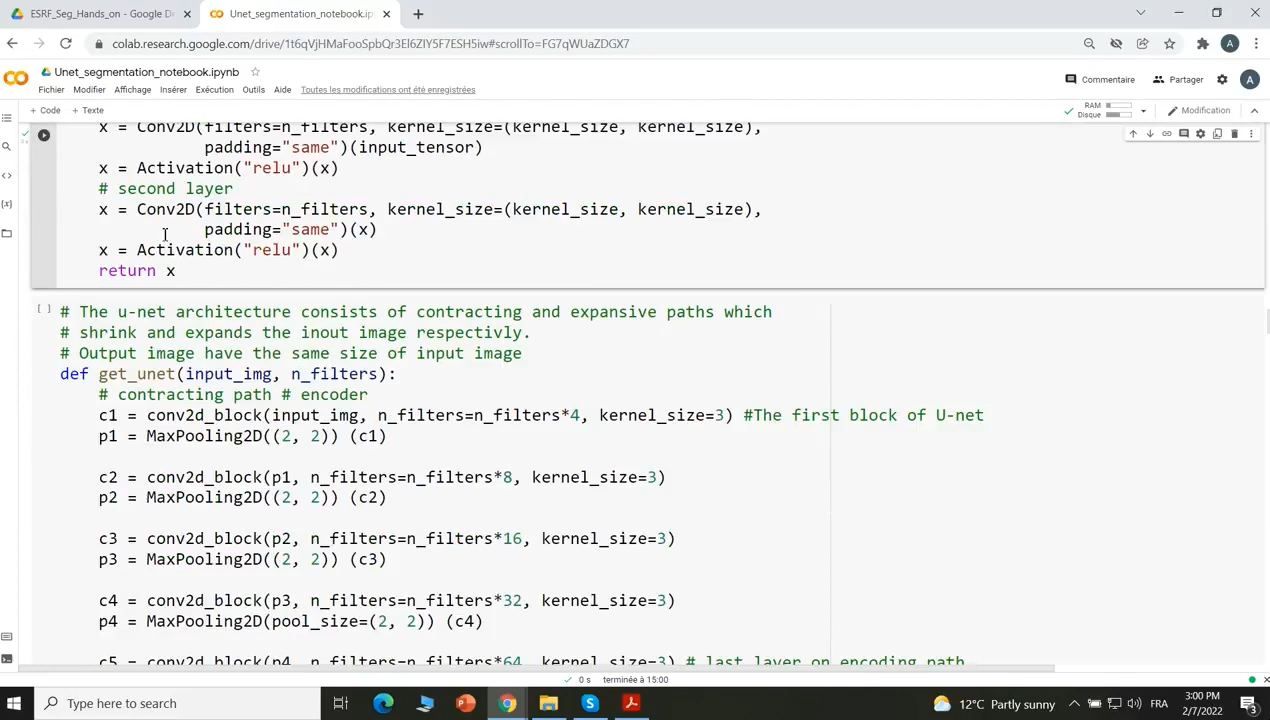 ESRF_Seg_Hands_on - Google D
Unet_segmentation_notebook.ipyn
colab.research.google.com/drive/1t6qVjHMaFooSpbQr3El6ZlY5F7ESH5iw#scrollTo=FG7qWUaZDGX7
Unet_segmentation_notebook.ipynb
Commentaire
Partager
A
Fichier Modifier Affichage Insérer Exécution Outils Aide Toutes les modifications ont été enregistrées
+ Code + Texte
RAM
Disque
Modification
x = Conv2D(filters=n_filters, kernel_size=(kernel_size, kernel_size),
padding="same")(input_tensor)
x = Activation("relu")(x)
# second layer
x = Conv2D(filters=n_filters, kernel_size=(kernel_size, kernel_size),
padding="same")(x)
x = Activation("relu")(x)
return x
[ ]
# The u-net architecture consists of contracting and expansive paths which
# shrink and expands the inout image respectivly.
# Output image have the same size of input image
def get_unet(input_img, n_filters):
# contracting path # encoder
c1 = conv2d_block(input_img, n_filters=n_filters*4, kernel_size=3) #The first block of U-net
p1 = MaxPooling2D((2, 2)) (c1)
c2 = conv2d_block(p1, n_filters=n_filters*8, kernel_size=3)
p2 = MaxPooling2D((2, 2)) (c2)
c3 = conv2d_block(p2, n_filters=n_filters*16, kernel_size=3)
p3 = MaxPooling2D((2, 2)) (c3)
c4 = conv2d_block(p3, n_filters=n_filters*32, kernel_size=3)
p4 = MaxPooling2D(pool_size=(2, 2)) (c4)
c5 = conv2d_block(p4, n_filters=n_filters*64, kernel_size=3) # last layer on encoding path
0 s terminée à 15:00
Type here to search
12°C Partly sunny
FRA
3:00 PM
2/7/2022
3